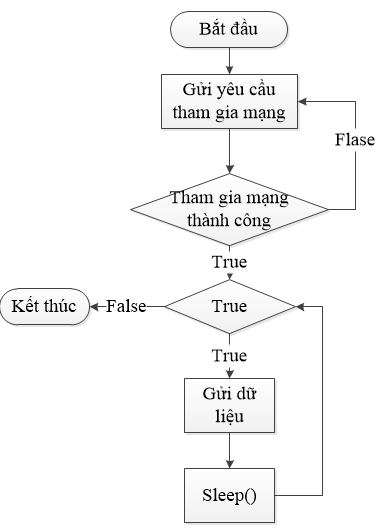 Bắt đầu
Gửi yêu cầu
tham gia mạng
Flase
Tham gia mạng
thành công
True
Kết thúc
False
True
True
Gửi dữ
liệu
Sleep()